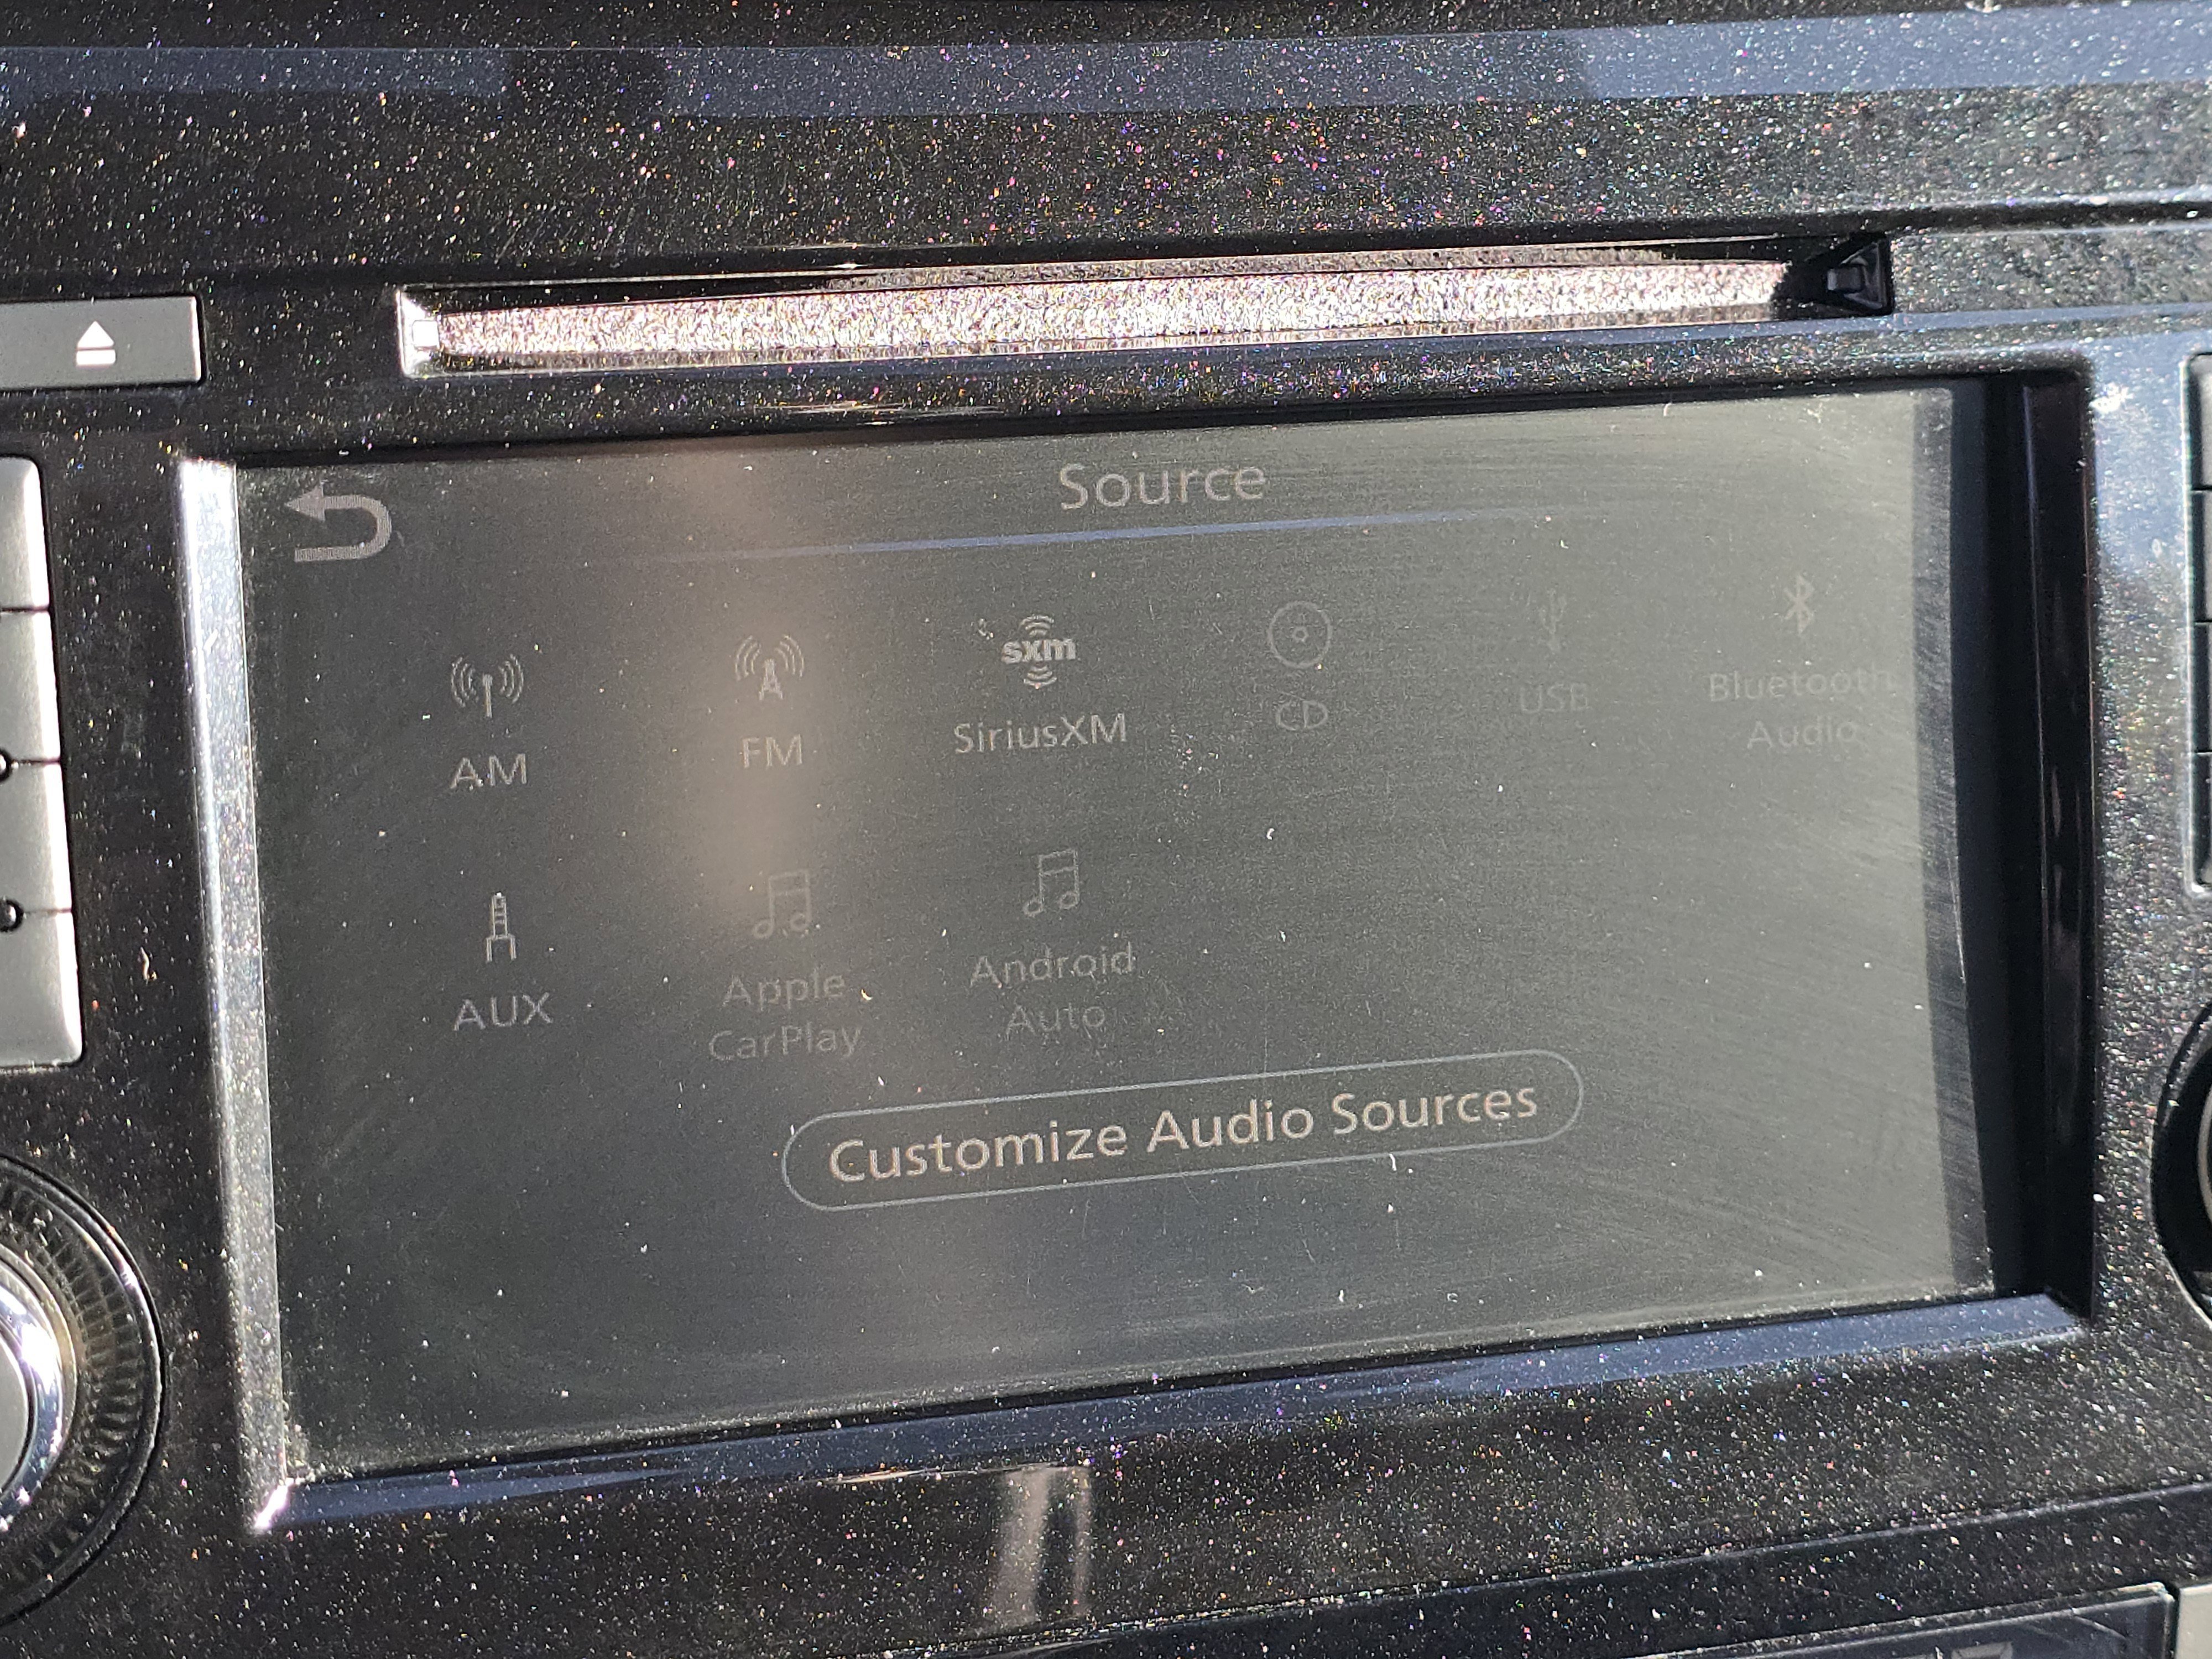 Source
sxm
AM
FM
SiriusXM
CD
USB
Bluetooth
Audio
AUX
Apple
CarPlay
Android
Auto
Customize Audio Sources